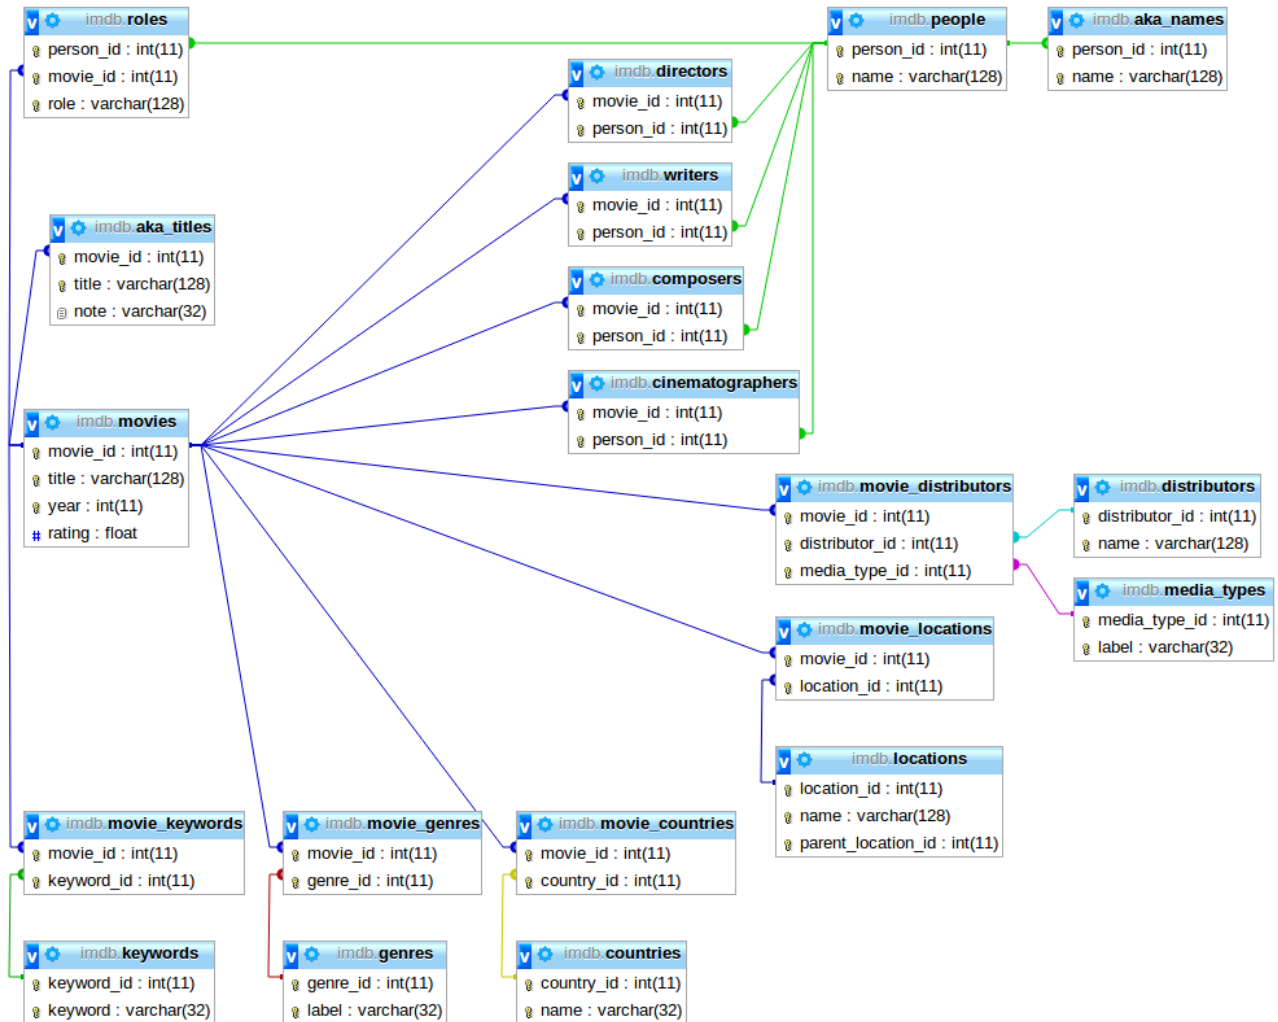 imdb.roles
person_id : int(11)
movie_id : int(11)
role : varchar(128)
imdb.people
person_id : int(11)
name : varchar(128)
imdb.aka_names
person_id : int(11)
name : varchar(128)
imdb.directors
movie_id : int(11)
person_id : int(11)
imdb.writers
movie_id : int(11)
person_id : int(11)
imdb.aka_titles
movie_id : int(11)
title : varchar(128)
note : varchar(32)
imdb.composers
movie_id : int(11)
person_id : int(11)
imdb.cinematographers
movie_id : int(11)
person_id : int(11)
imdb.movies
movie_id : int(11)
title : varchar(128)
year : int(11)
# rating : float
imdb.movie_distributors
movie_id : int(11)
distributor_id : int(11)
media_type_id : int(11)
imdb.distributors
distributor_id : int(11)
name : varchar(128)
imdb.media_types
media_type_id : int(11)
label : varchar(32)
imdb.movie_locations
movie_id : int(11)
location_id : int(11)
imdb.locations
location_id : int(11)
name : varchar(128)
parent_location_id : int(11)
imdb.movie_keywords
movie_id : int(11)
keyword_id : int(11)
imdb.movie_genres
movie_id : int(11)
genre_id : int(11)
imdb.movie_countries
movie_id : int(11)
country_id : int(11)
imdb.keywords
keyword_id : int(11)
keyword : varchar(32)
imdb.genres
genre_id : int(11)
label : varchar(32)
imdb.countries
country_id : int(11)
name : varchar(32)